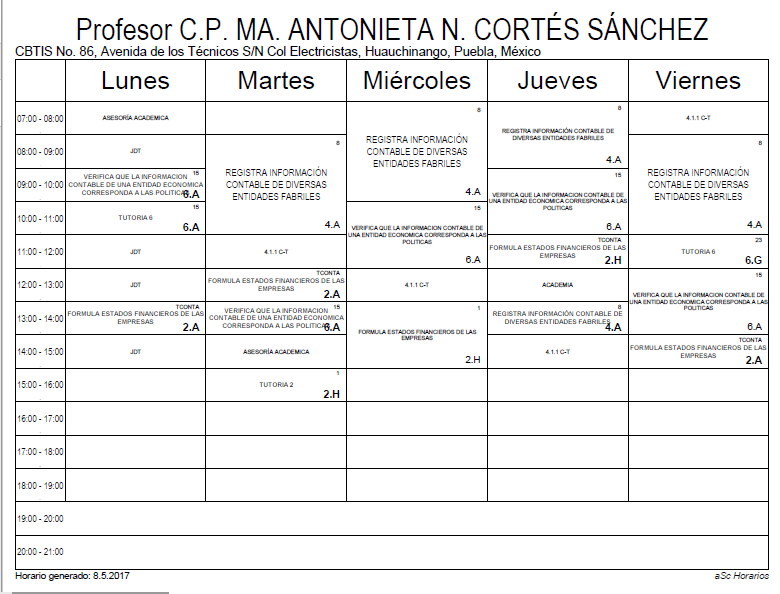 Profesor C.P. MA. ANTONIETA N. CORTÉS SÁNCHEZ
CBTIS No. 86, Avenida de los Técnicos S/N Col Electricistas, Huauchinango, Puebla, México
Lunes Martes Miércoles Jueves Viernes
07:00 - 08:00
ASESORÍA ACADEMICA
8
REGISTRA INFORMACIÓN
CONTABLE DE DIVERSAS
ENTIDADES FABRILES
4.A
8
REGISTRA INFORMACIÓN CONTABLE DE
DIVERSAS ENTIDADES FABRILES
4.A
4.1.1 C-T
08:00 - 09:00
JDT
8
REGISTRA INFORMACIÓN
CONTABLE DE DIVERSAS
ENTIDADES FABRILES
4.A
8
REGISTRA INFORMACIÓN
CONTABLE DE DIVERSAS
ENTIDADES FABRILES
4.A
09:00 - 10:00
15
VERIFICA QUE LA INFORMACION
CONTABLE DE UNA ENTIDAD ECONOMICA
CORRESPONDA A LAS POLITICAS
6.A
15
VERIFICA QUE LA INFORMACION CONTABLE DE
UNA ENTIDAD ECONOMICA CORRESPONDA A LAS
POLITICAS
6.A
10:00 - 11:00
15
TUTORIA 6
6.A
15
VERIFICA QUE LA INFORMACION CONTABLE DE
UNA ENTIDAD ECONOMICA CORRESPONDA A LAS
POLITICAS
6.A
11:00 - 12:00
JDT
4.1.1 C-T
TCONTA
FORMULA ESTADOS FINANCIEROS DE LAS
EMPRESAS
2.H
23
TUTORIA 6
6.G
12:00 - 13:00
JDT
TCONTA
FORMULA ESTADOS FINANCIEROS DE LAS
EMPRESAS
2.A
4.1.1 C-T
ACADEMIA
15
VERIFICA QUE LA INFORMACION CONTABLE DE
UNA ENTIDAD ECONOMICA CORRESPONDA A LAS
POLITICAS
6.A
13:00 - 14:00
TCONTA
FORMULA ESTADOS FINANCIEROS DE LAS
EMPRESAS
2.A
15
VERIFICA QUE LA INFORMACION
CONTABLE DE UNA ENTIDAD ECONOMICA
CORRESPONDA A LAS POLITICAS
6.A
1
FORMULA ESTADOS FINANCIEROS DE LAS
EMPRESAS
2.H
8
REGISTRA INFORMACIÓN CONTABLE DE
DIVERSAS ENTIDADES FABRILES
4.A
14:00 - 15:00
JDT
ASESORÍA ACADEMICA
4.1.1 C-T
TCONTA
FORMULA ESTADOS FINANCIEROS DE LAS
EMPRESAS
2.A
15:00 - 16:00
1
TUTORIA 2
2.H
16:00 - 17:00
17:00 - 18:00
18:00 - 19:00
19:00 - 20:00
20:00 - 21:00
Horario generado: 8.5.2017
aSc Horarios